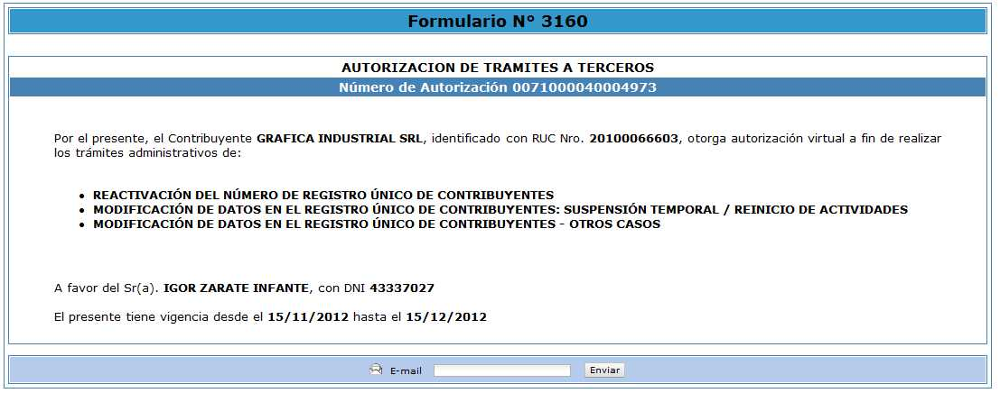 Formulario N° 3160
AUTORIZACION DE TRAMITES A TERCEROS
Número de Autorización 0071000040004973
Por el presente, el Contribuyente GRAFICA INDUSTRIAL SRL, identificado con RUC Nro. 20100066603, otorga autorización virtual a fin de realizar
los trámites administrativos de:
• REACTIVACIÓN DEL NÚMERO DE REGISTRO ÚNICO DE CONTRIBUYENTES
• MODIFICACIÓN DE DATOS EN EL REGISTRO ÚNICO DE CONTRIBUYENTES: SUSPENSIÓN TEMPORAL / REINICIO DE ACTIVIDADES
• MODIFICACIÓN DE DATOS EN EL REGISTRO ÚNICO DE CONTRIBUYENTES - OTROS CASOS
A favor del Sr(a). IGOR ZARATE INFANTE, con DNI 43337027
El presente tiene vigencia desde el 15/11/2012 hasta el 15/12/2012
E-mail Enviar